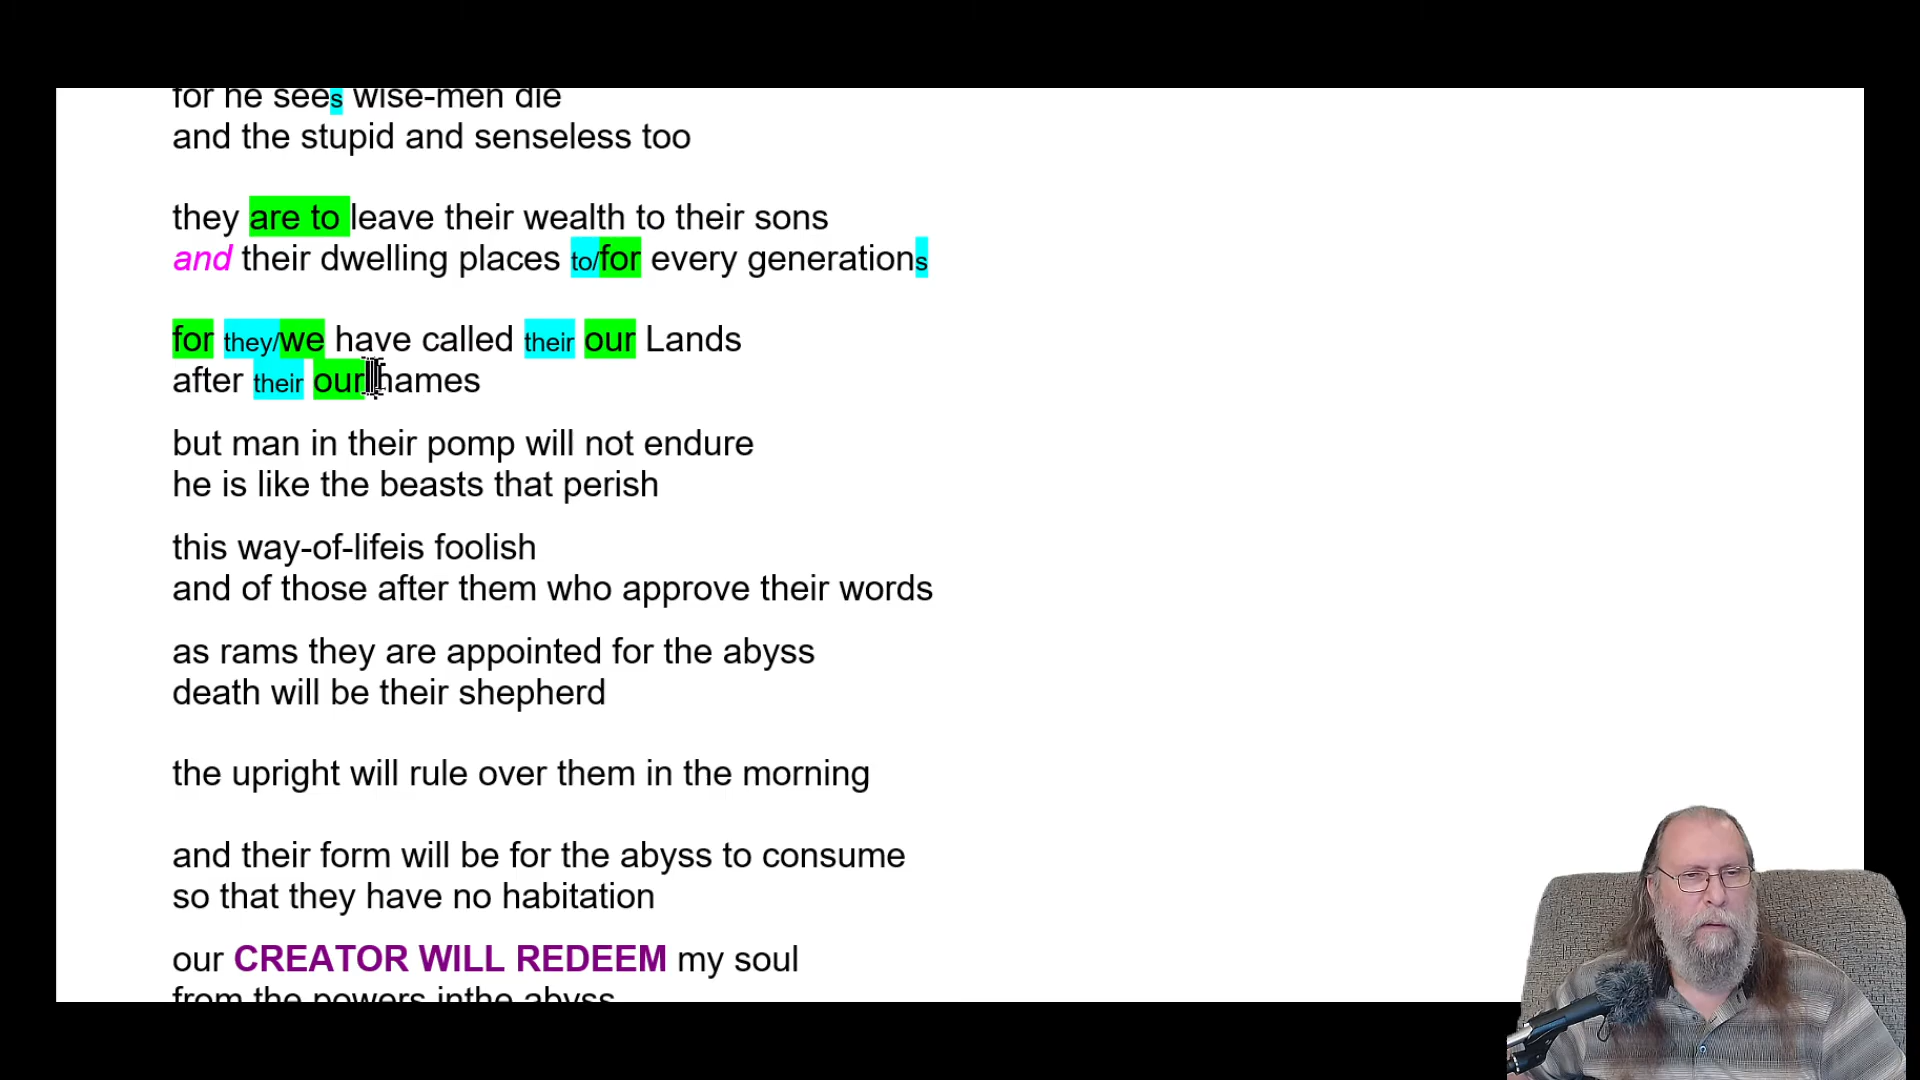 for he sees wise-men die
and the stupid and senseless too
they are to leave their wealth to their sons
and their dwelling places to/for every generations
for they/we have called their our Lands
after their our names
but man in their pomp will not endure
he is like the beasts that perish
this way-of-lifeis foolish
and of those after them who approve their words
as rams they are appointed for the abyss
death will be their shepherd
the upright will rule over them in the morning
and their form will be for the abyss to consume
so that they have no habitation
our CREATOR WILL REDEEM my soul
from the powers inthe abyss